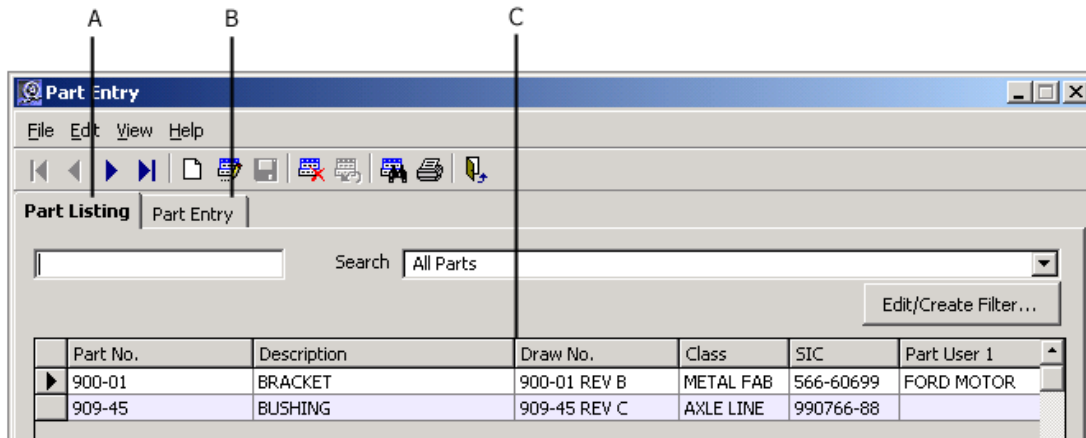 A B C
Part Entry
File Edit View Help
Part Listing Part Entry
Search All Parts
Edit/Create Filter...
Part No. Description Draw No. Class SIC Part User 1
900-01 BRACKET 900-01 REV B METAL FAB 566-60699 FORD MOTOR
909-45 BUSHING 909-45 REV C AXLE LINE 990766-88